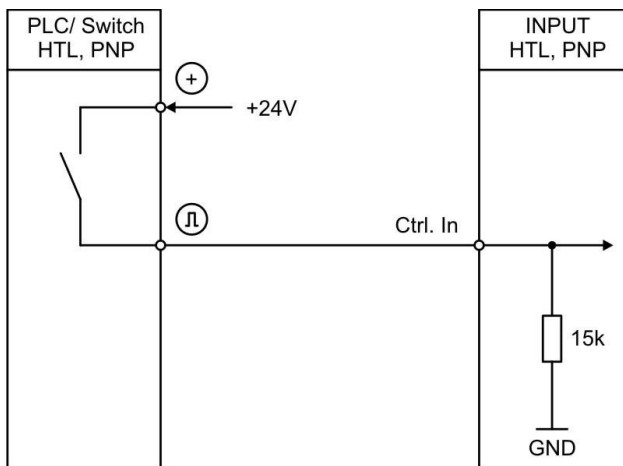 PLC/ Switch
HTL, PNP
INPUT
HTL, PNP
+
+24V
Ctrl. In
15k
GND